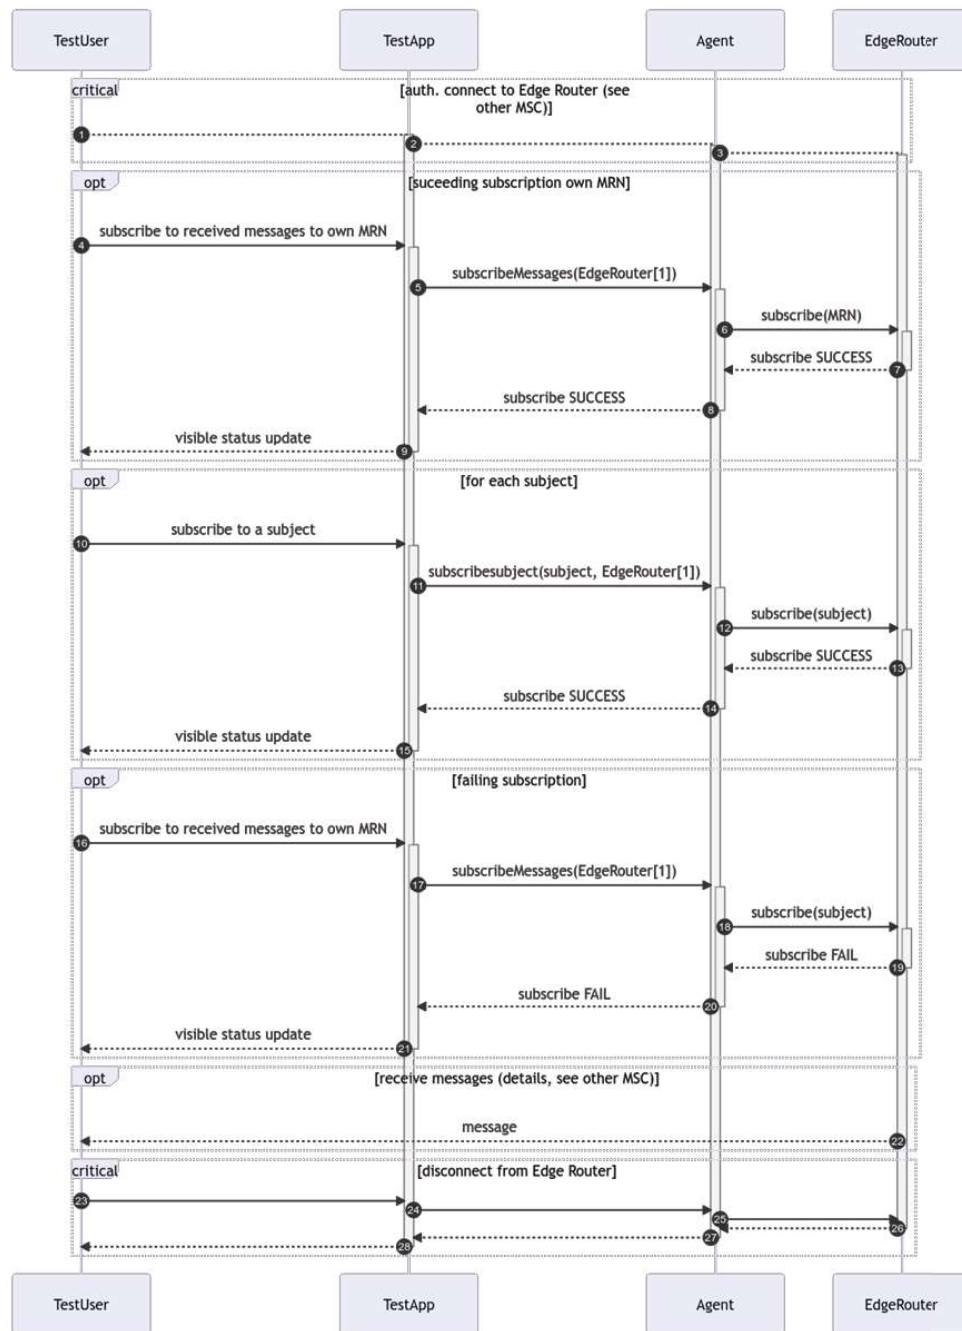 TestUser
TestApp
Agent
EdgeRouter
critical
[auth. connect to Edge Router (see
other MSC)]
1
2
3
opt
[suceeding subscription own MRN]
subscribe to received messages to own MRN
4
subscribeMessages(EdgeRouter[1])
5
subscribe(MRN)
6
subscribe SUCCESS
7
subscribe SUCCESS
8
visible status update
9
opt
[for each subject]
subscribe to a subject
10
subscribesubject(subject, EdgeRouter[1])
11
subscribe(subject)
12
subscribe SUCCESS
13
subscribe SUCCESS
14
visible status update
15
opt
[failing subscription]
subscribe to received messages to own MRN
16
subscribeMessages(EdgeRouter[1])
17
subscribe(subject)
18
subscribe FAIL
19
subscribe FAIL
20
visible status update
21
opt
[receive messages (details, see other MSC)]
message
22
critical
[disconnect from Edge Router]
23
24
25
26
27
28
TestUser
TestApp
Agent
EdgeRouter